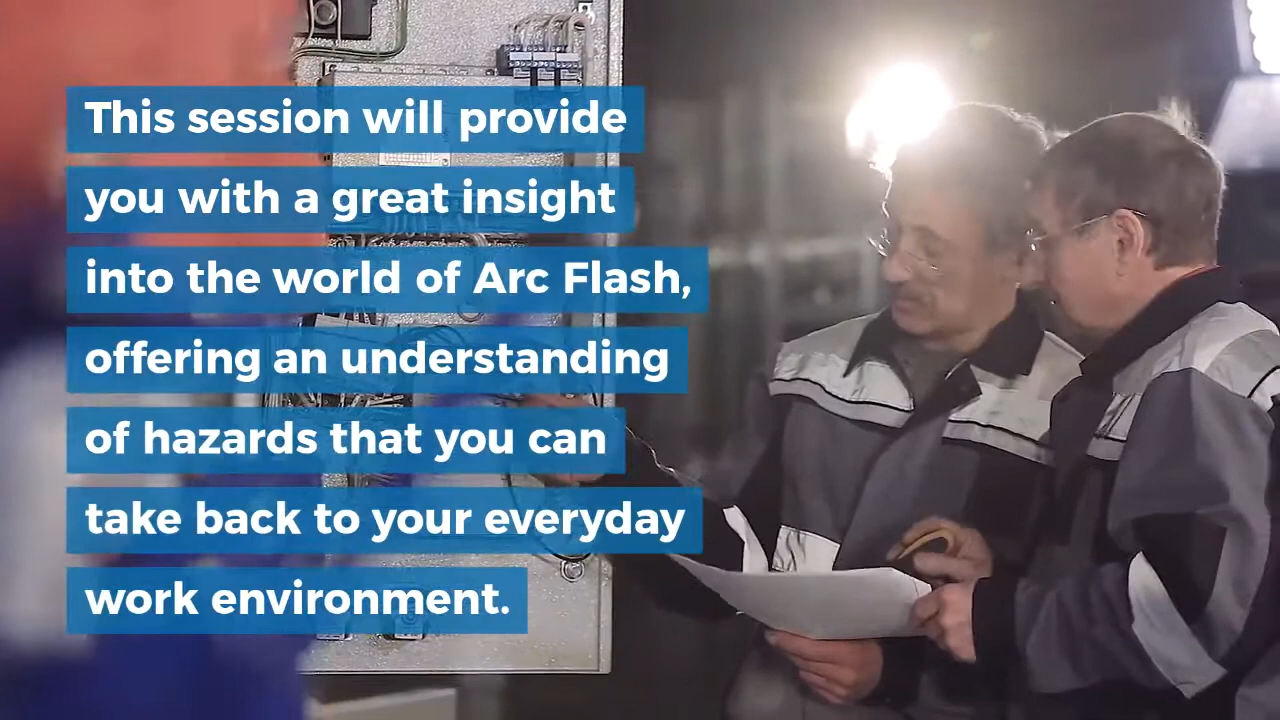 This session will provide
you with a great insight
into the world of Arc Flash,
offering an understanding
of hazards that you can
take back to your everyday
work environment.